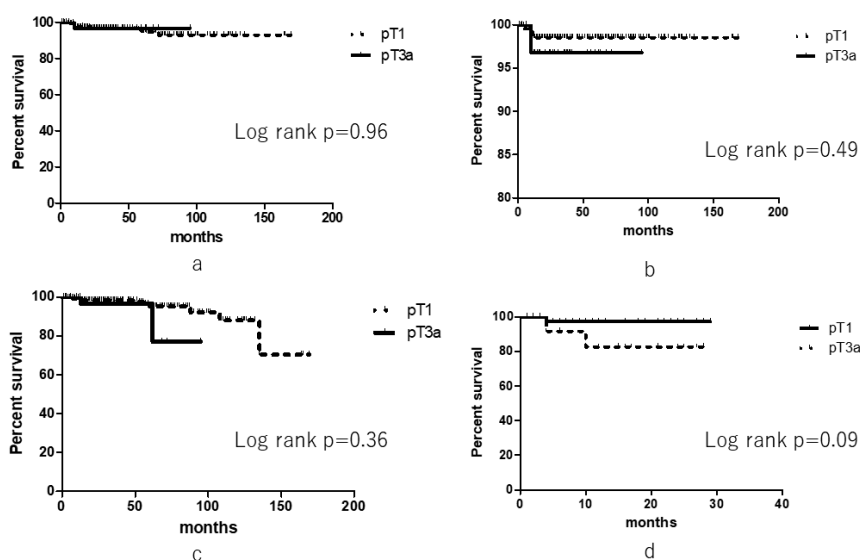 Percent survival
100
80
60
40
20
0
0 50 100 150 200
months
pT1
pT3a
Log rank p=0.96
a
Percent survival
100
95
90
85
80
0 50 100 150 200
months
pT1
pT3a
Log rank p=0.49
b
Percent survival
100
80
60
40
20
0
0 50 100 150 200
months
pT1
pT3a
Log rank p=0.36
c
Percent survival
100
80
60
40
20
0
0 10 20 30 40
months
pT1
pT3a
Log rank p=0.09
d